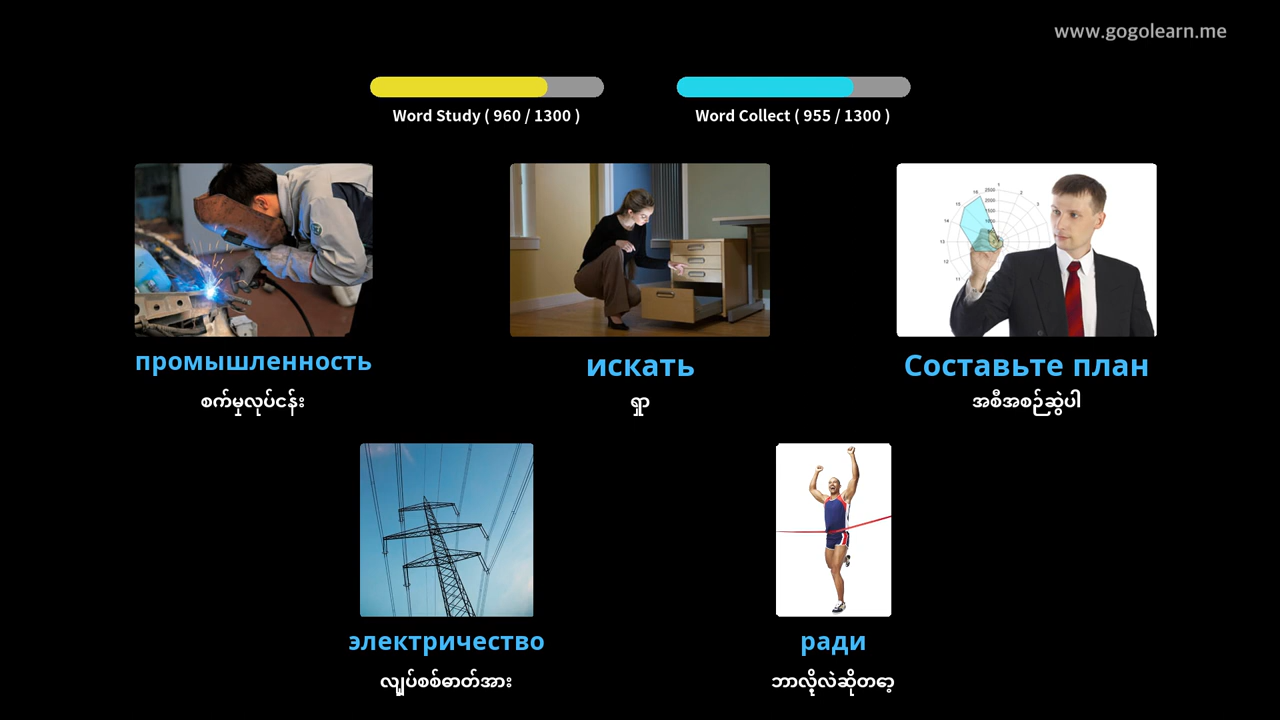 www.gogolearn.me
Word Study ( 960 / 1300 )
Word Collect ( 955 / 1300 )
промышленность
искать
Составьте план
စက်မှုလုပ်ငန်း
ရှာ
အစီအစဉ်ဆွဲပါ
электричество
ради
လျှပ်စစ်ဓာတ်အား
ဘာလို့လဲဆိုတော့